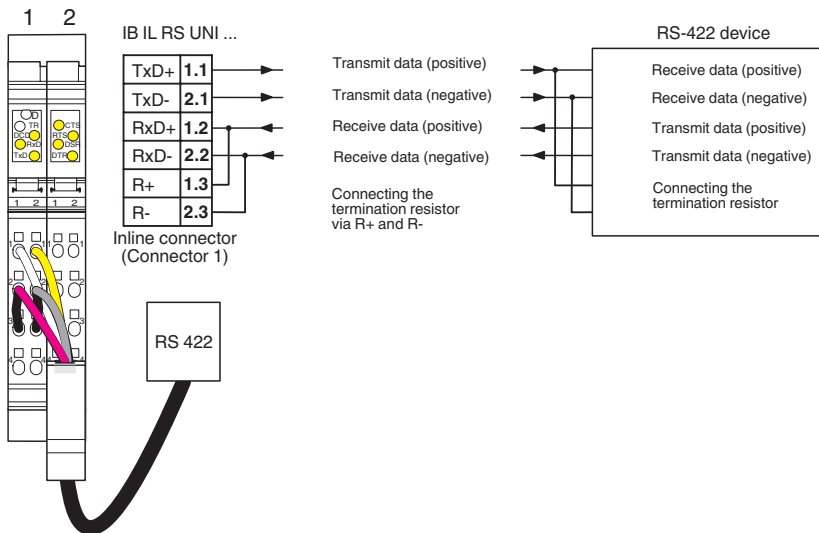 1 2
IB IL RS UNI ...
RS-422 device
TxD+ 1.1
Transmit data (positive)
Receive data (positive)
TxD- 2.1
Transmit data (negative)
Receive data (negative)
RxD+ 1.2
Receive data (positive)
Transmit data (positive)
RxD- 2.2
Receive data (negative)
Transmit data (negative)
R+ 1.3
R- 2.3
Connecting the
termination resistor
via R+ and R-
Connecting the
termination resistor
Inline connector
(Connector 1)
D
TR
DCD
RxD
TxD
CTS
RTS
DSR
DTR
1 2 1 2
1 1
2 2
3 3
4 4 4
RS 422